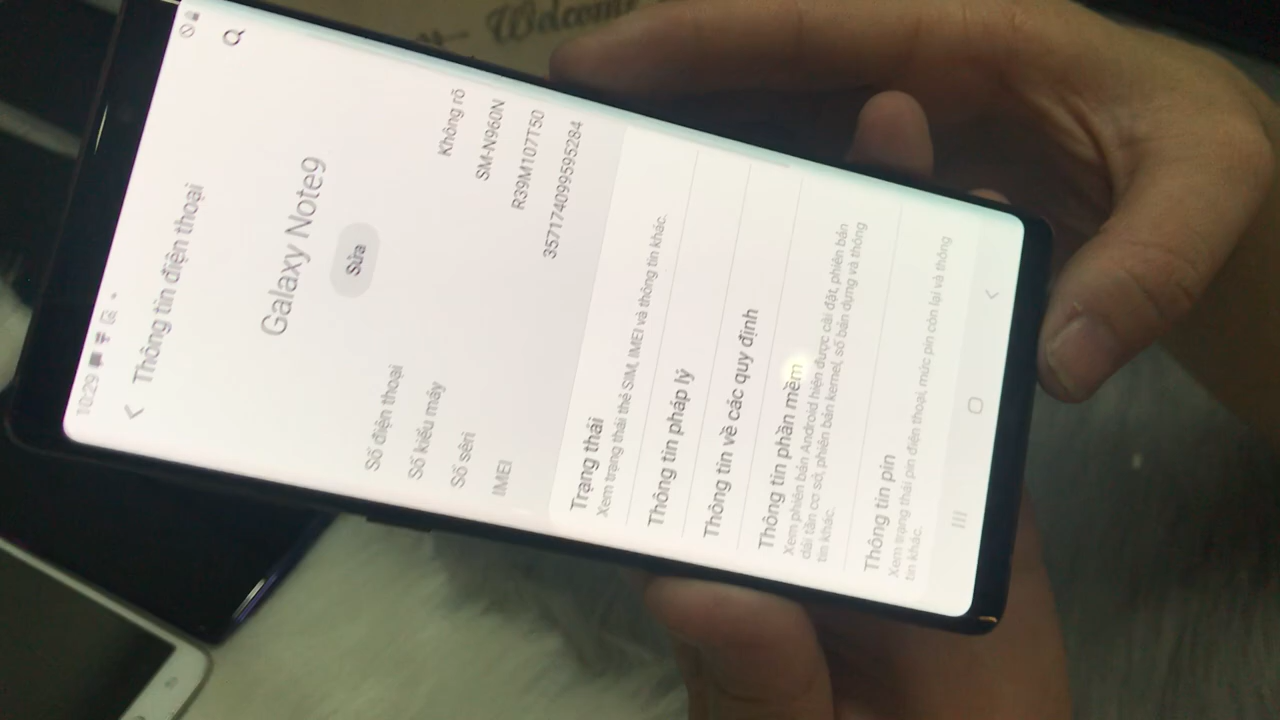 Welcome
10:29
Thông tin điện thoại
Galaxy Note9
Sửa
Số điện thoại Không rõ
Số kiểu máy SM-N960N
Số sêri R39M107T50
IMEI 357174099595284
Trạng thái
Xem trạng thái thẻ SIM, IMEI và thông tin khác.
Thông tin pháp lý
Thông tin về các quy định
Thông tin phần mềm
Xem phiên bản Android hiện được cài đặt, phiên bản
dải tần cơ sở, phiên bản kernel, số bản dựng và thông
tin khác.
Thông tin pin
Xem trạng thái pin điện thoại, mức pin còn lại và thông
tin khác.